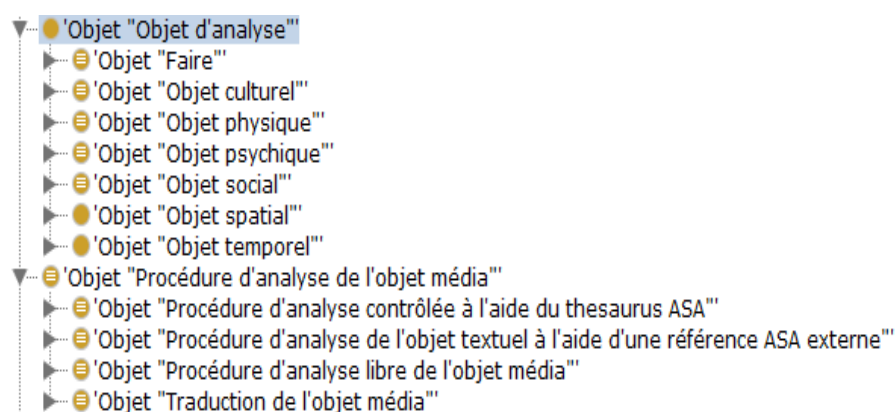 'Objet "Objet d'analyse"'
'Objet "Faire"'
'Objet "Objet culturel"'
'Objet "Objet physique"'
'Objet "Objet psychique"'
'Objet "Objet social"'
'Objet "Objet spatial"'
'Objet "Objet temporel"'
'Objet "Procédure d'analyse de l'objet média"'
'Objet "Procédure d'analyse contrôlée à l'aide du thesaurus ASA"'
'Objet "Procédure d'analyse de l'objet textuel à l'aide d'une référence ASA externe"'
'Objet "Procédure d'analyse libre de l'objet média"'
'Objet "Traduction de l'objet média"'